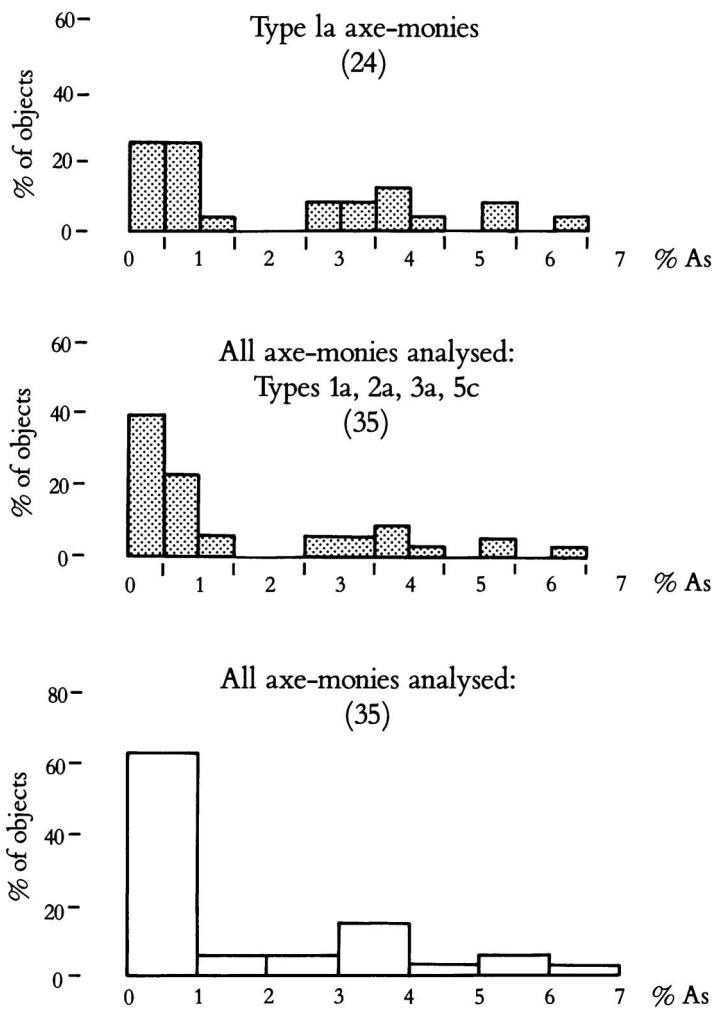 Type 1a axe-monies
(24)
% of objects
60
40
20
0
0 1 2 3 4 5 6 7 % As
All axe-monies analysed:
Types 1a, 2a, 3a, 5c
(35)
% of objects
60
40
20
0
0 1 2 3 4 5 6 7 % As
All axe-monies analysed:
(35)
% of objects
80
60
40
20
0
0 1 2 3 4 5 6 7 % As